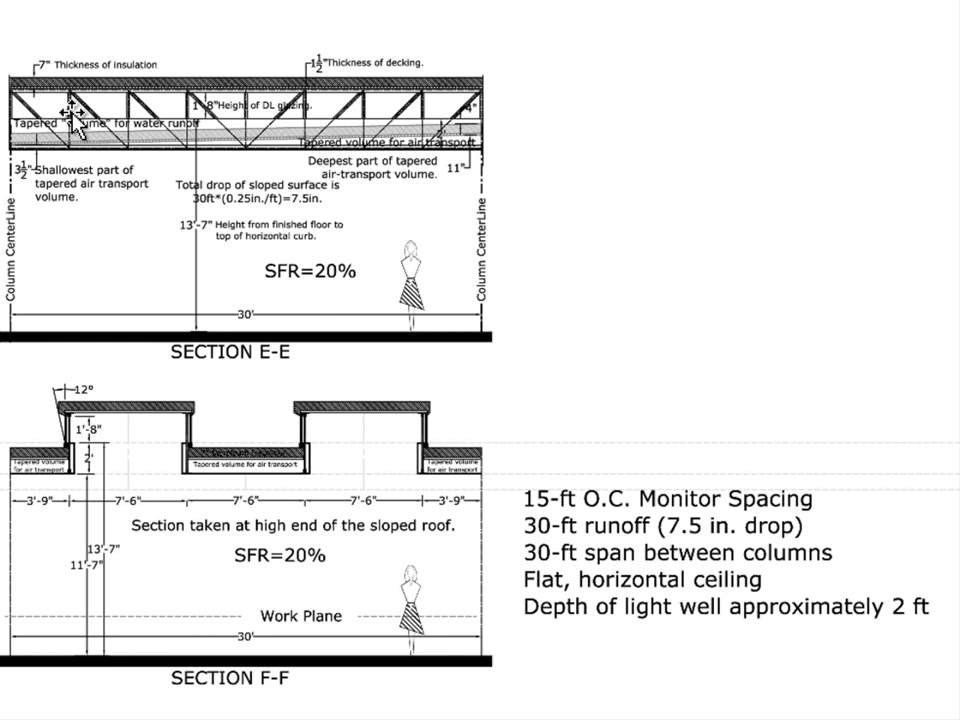 7" Thickness of insulation
1½" Thickness of decking.
1'-8" Height of DL glazing.
4"
Tapered "volume" for water runoff
2'
Tapered volume for air transport
3½" Shallowest part of
tapered air transport
volume.
Deepest part of tapered
air-transport volume.
11"
Total drop of sloped surface is
30ft*(0.25in./ft)=7.5in.
13'-7" Height from finished floor to
top of horizontal curb.
Column CenterLine
Column CenterLine
SFR=20%
30'
SECTION E-E
12°
1'-8"
2'
Tapered volume
for air transport
Tapered volume for air transport
Tapered volume
for air transport
3'-9" 7'-6" 7'-6" 7'-6" 3'-9"
Section taken at high end of the sloped roof.
13'-7"
SFR=20%
11'-7"
Work Plane
30'
SECTION F-F
15-ft O.C. Monitor Spacing
30-ft runoff (7.5 in. drop)
30-ft span between columns
Flat, horizontal ceiling
Depth of light well approximately 2 ft